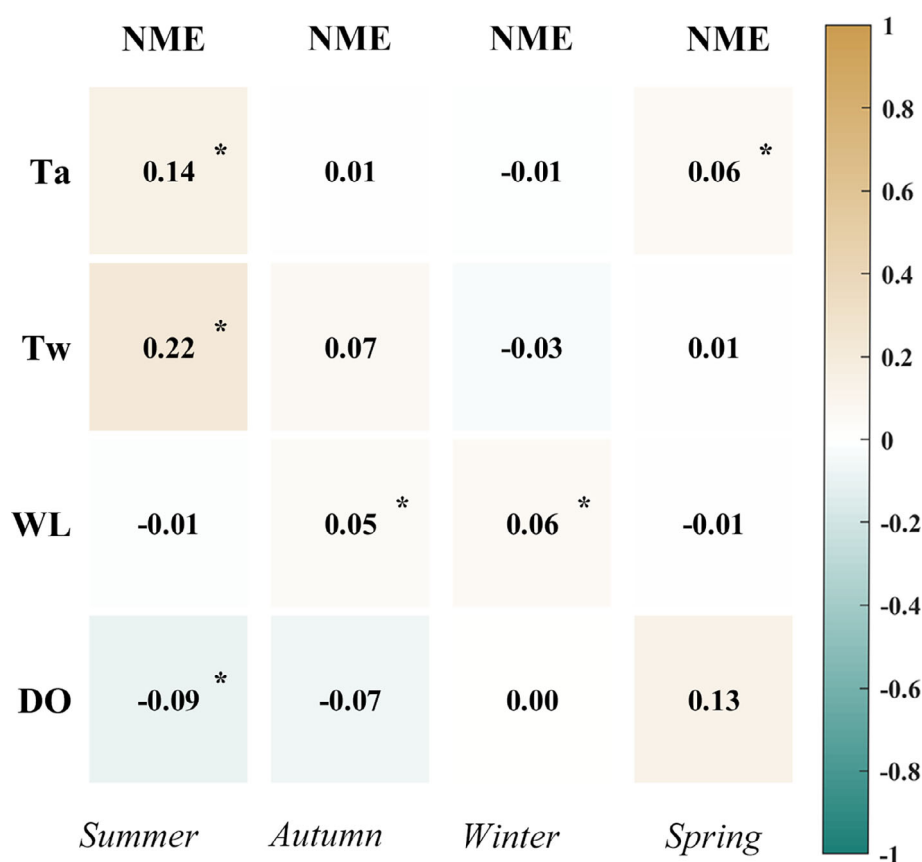 NME NME NME NME
Ta 0.14 * 0.01 -0.01 0.06 *
Tw 0.22 * 0.07 -0.03 0.01
WL -0.01 0.05 * 0.06 * -0.01
DO -0.09 * -0.07 0.00 0.13
Summer Autumn Winter Spring
1
0.8
0.6
0.4
0.2
0
-0.2
-0.4
-0.6
-0.8
-1